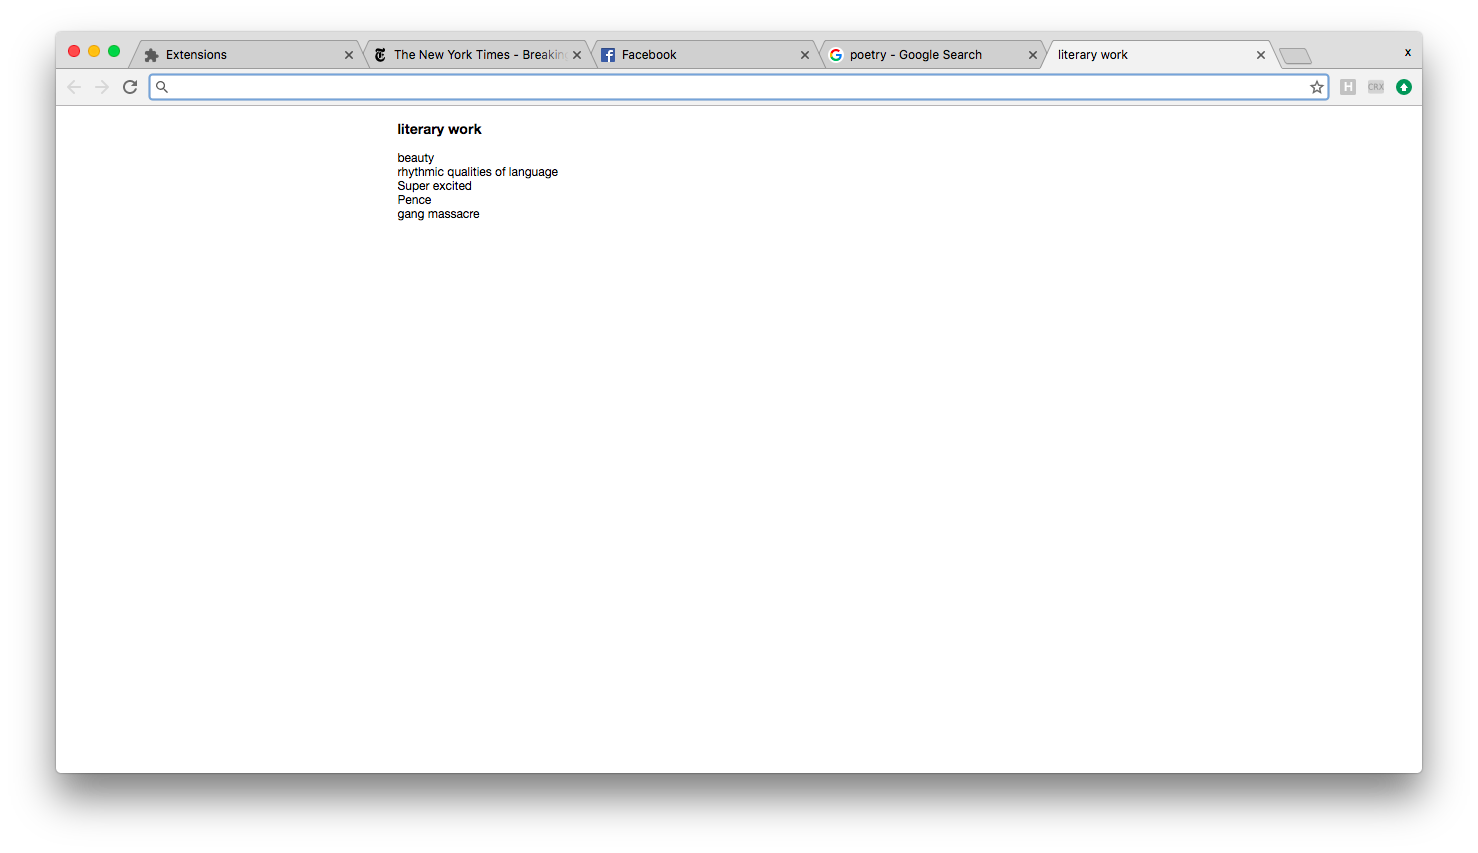 Extensions
The New York Times - Breaking
Facebook
poetry - Google Search
literary work
x
H
CRX
literary work
beauty
rhythmic qualities of language
Super excited
Pence
gang massacre